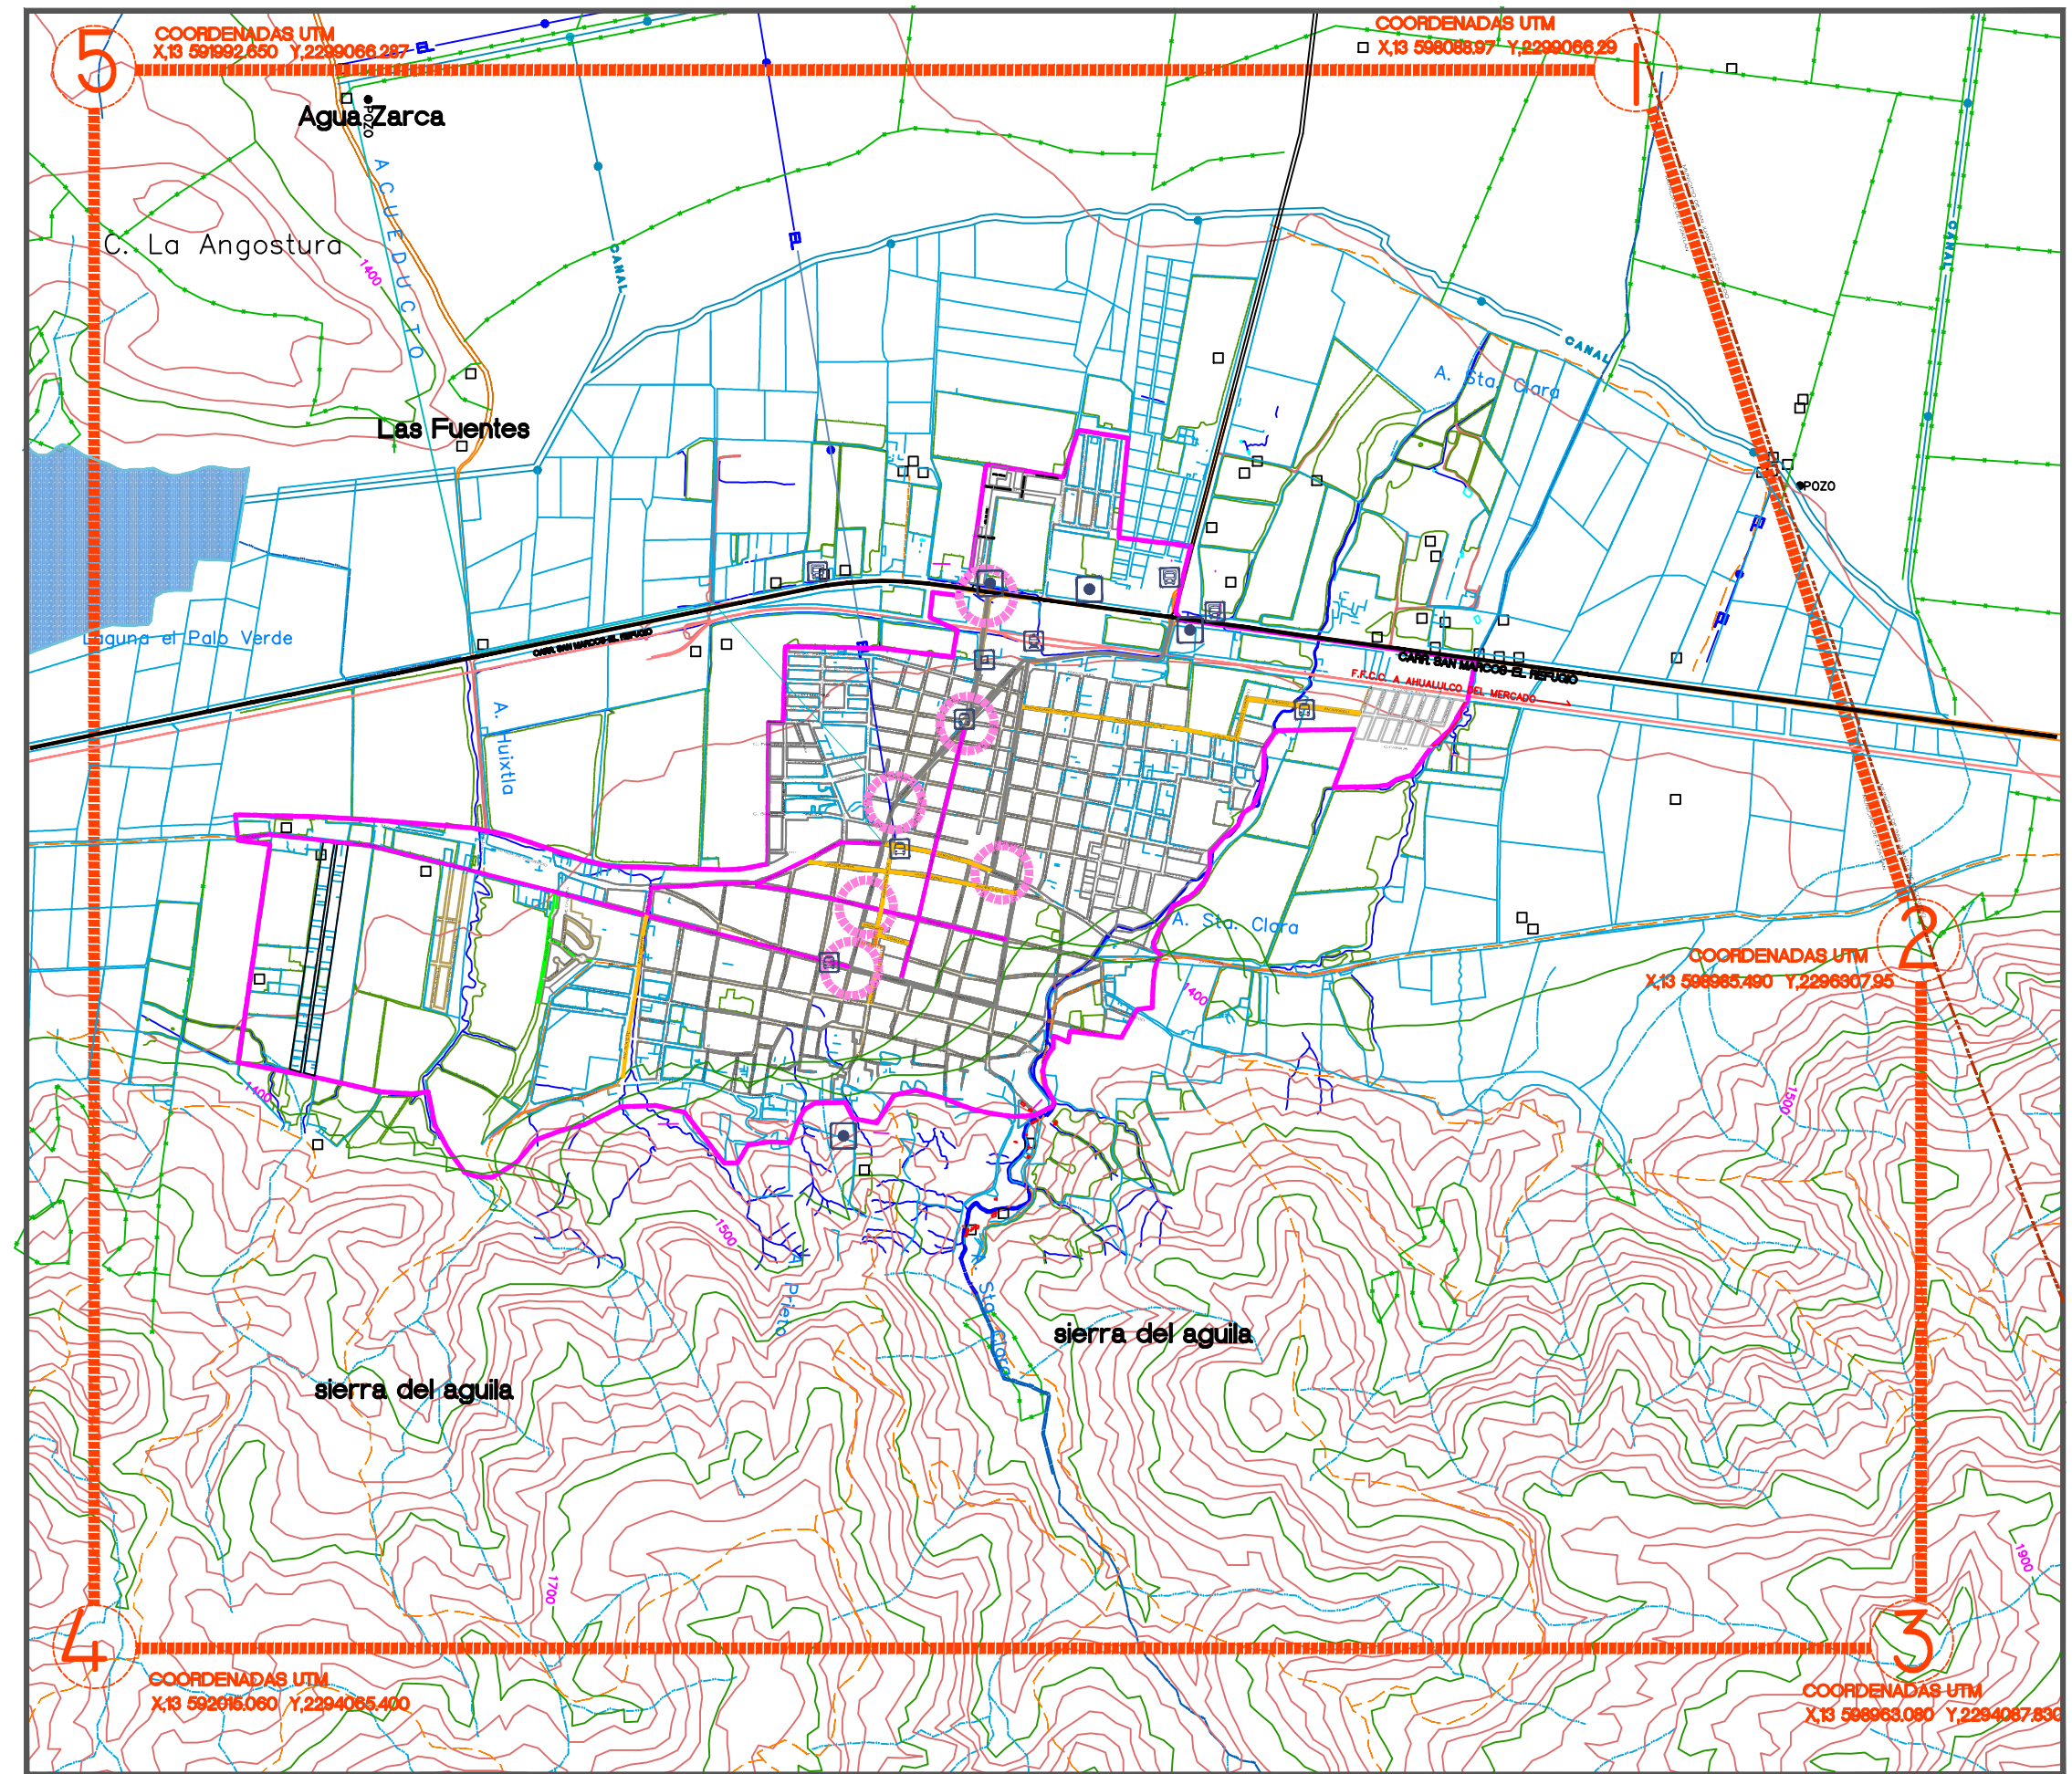 5
COORDENADAS UTM
X,13 591992.650 Y,2299066.287
EL
COORDENADAS UTM
X,13 598088.97 Y,2299066.29
1
Agua Zarca
POZO
ACUEDUCTO
C. La Angostura
1400
CANAL
EL
CANAL
CANAL
A. Sta. Clara
Las Fuentes
POZO
Laguna el Palo Verde
CARR. SAN MARCOS-EL REFUGIO
EL
CARR. SAN MARCOS-EL REFUGIO
F.F.C.C. A AHUALULCO DEL MERCADO
A. Huixtla
A. Sta. Clara
2
COORDENADAS UTM
X,13 598985.490 Y,2296307.95
1400
1400
1500
1500
A. Prieto
A. Sta. Clara
sierra del aguila
sierra del aguila
1700
1900
4
COORDENADAS UTM
X,13 592015.060 Y,2294065.400
3
COORDENADAS UTM
X,13 598963.080 Y,2294087.830